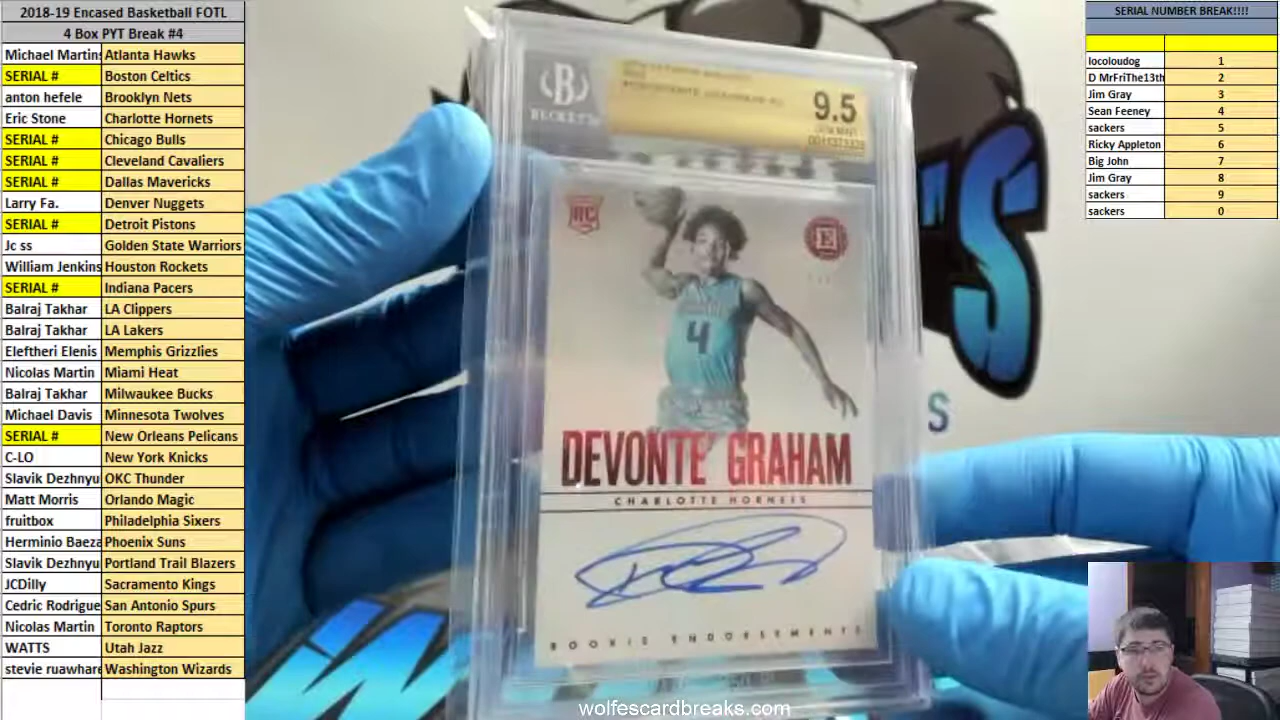 2018-19 Encased Basketball FOTL
4 Box PYT Break #4
Michael Martins Atlanta Hawks
SERIAL # Boston Celtics
anton hefele Brooklyn Nets
Eric Stone Charlotte Hornets
SERIAL # Chicago Bulls
SERIAL # Cleveland Cavaliers
SERIAL # Dallas Mavericks
Larry Fa. Denver Nuggets
SERIAL # Detroit Pistons
Jc ss Golden State Warriors
William Jenkins Houston Rockets
SERIAL # Indiana Pacers
Balraj Takhar LA Clippers
Balraj Takhar LA Lakers
Eleftheri Elenis Memphis Grizzlies
Nicolas Martin Miami Heat
Balraj Takhar Milwaukee Bucks
Michael Davis Minnesota Twolves
SERIAL # New Orleans Pelicans
C-LO New York Knicks
Slavik Dezhnyu OKC Thunder
Matt Morris Orlando Magic
fruitbox Philadelphia Sixers
Herminio Baeza Phoenix Suns
Slavik Dezhnyu Portland Trail Blazers
JCDilly Sacramento Kings
Cedric Rodrigue San Antonio Spurs
Nicolas Martin Toronto Raptors
WATTS Utah Jazz
stevie ruawhare Washington Wizards
B
BECKETT
9.5
GEM MINT
RC
E
4
DEVONTE' GRAHAM
CHARLOTTE HORNETS
ROOKIE ENDORSEMENTS
S
wolfescardbreaks.com
SERIAL NUMBER BREAK!!!!
locoloudog 1
D MrFriThe13th 2
Jim Gray 3
Sean Feeney 4
sackers 5
Ricky Appleton 6
Big John 7
Jim Gray 8
sackers 9
sackers 0